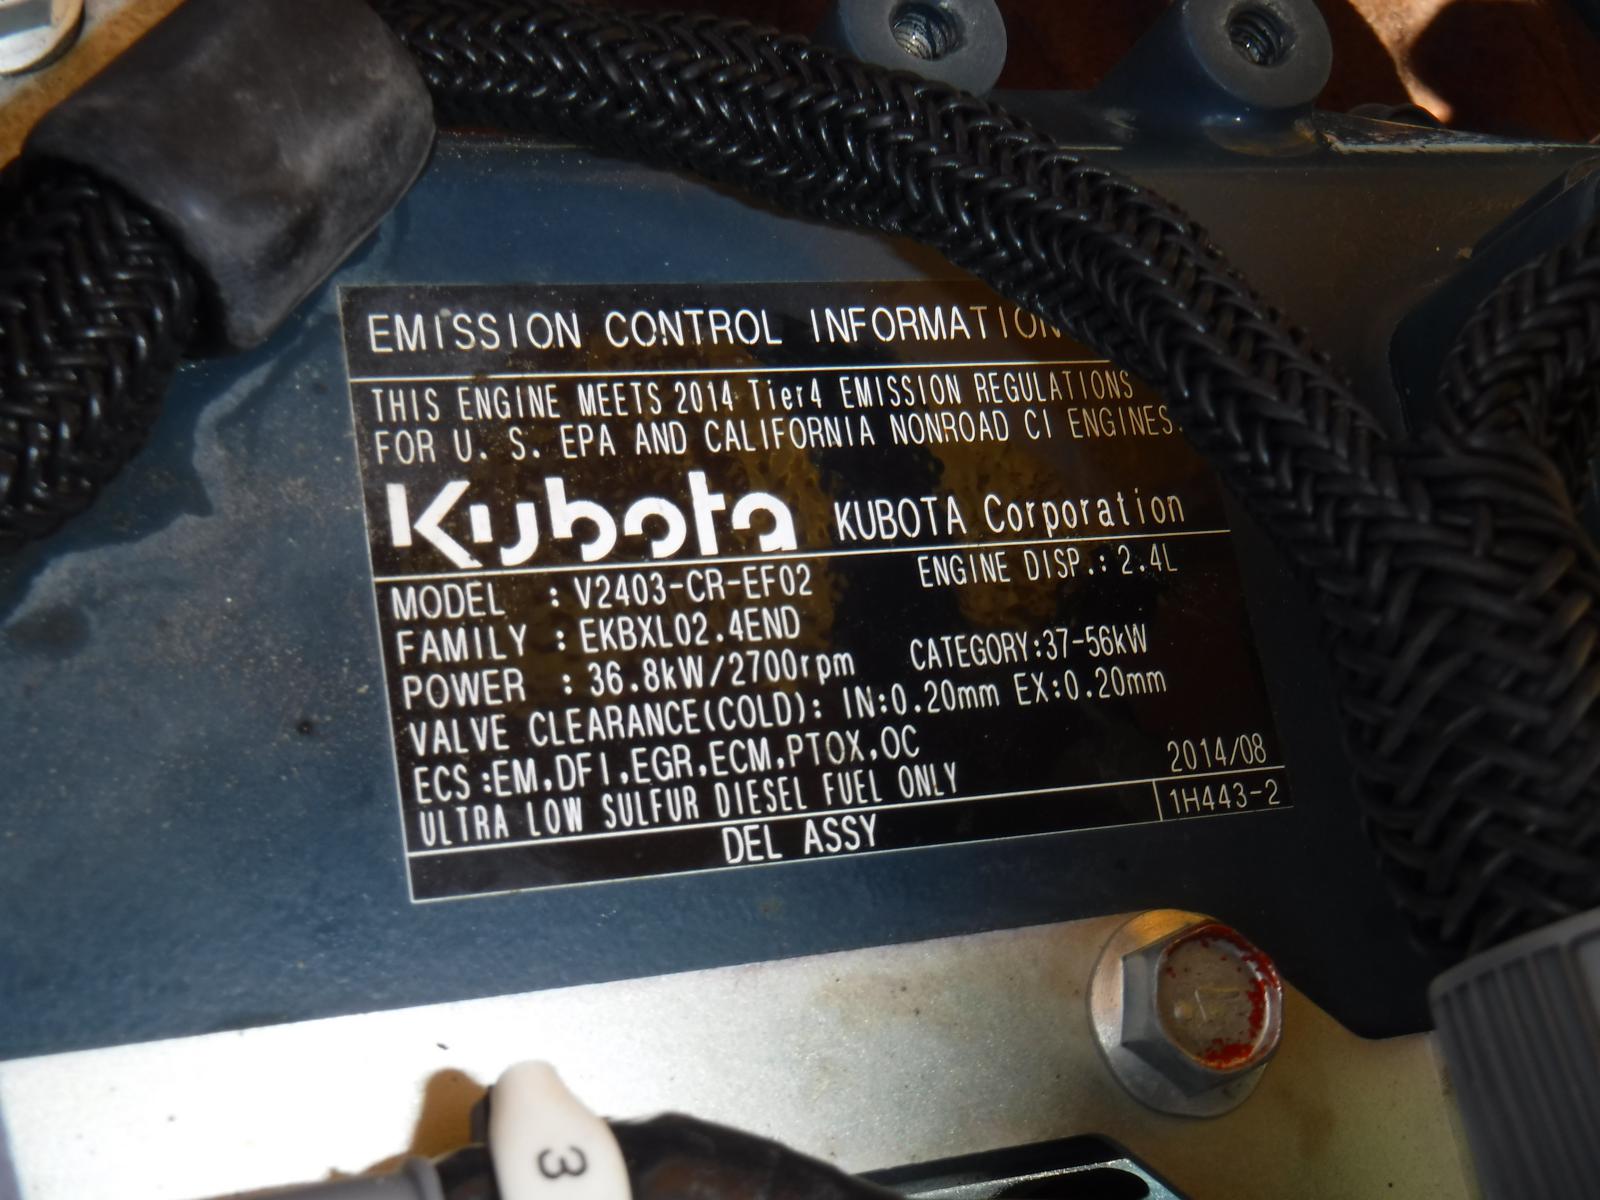 EMISSION CONTROL INFORMATION
THIS ENGINE MEETS 2014 Tier4 EMISSION REGULATIONS
FOR U. S. EPA AND CALIFORNIA NONROAD CI ENGINES.
Kubota KUBOTA Corporation
MODEL : V2403-CR-EF02 ENGINE DISP.: 2.4L
FAMILY : EKBXL02.4END
POWER : 36.8kW/2700rpm CATEGORY:37-56kW
VALVE CLEARANCE(COLD): IN:0.20mm EX:0.20mm
ECS :EM,DFI,EGR,ECM,PTOX,OC
2014/08
ULTRA LOW SULFUR DIESEL FUEL ONLY
1H443-2
DEL ASSY
3